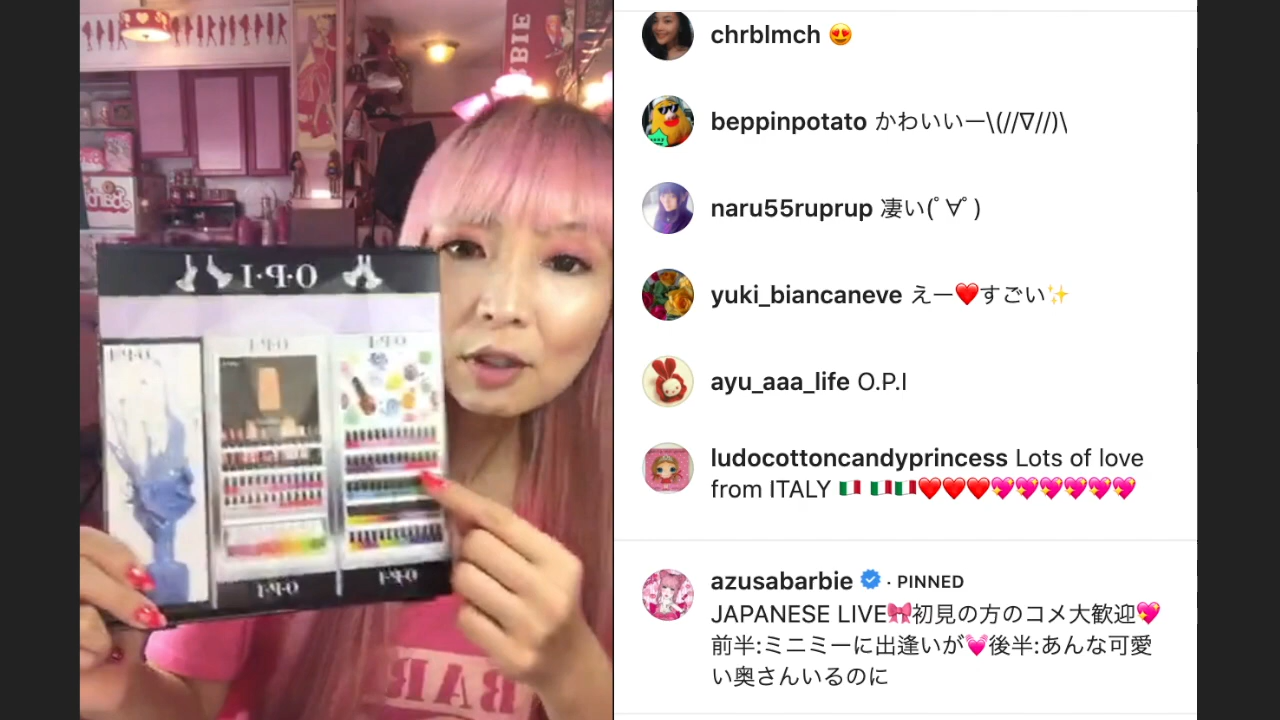 BARBIE
O·P·I
O·P·I
O·P·I
O·P·I
O·P·I
O·P·I
BAR
chrblmch 😍
beppinpotato かわいいー\(//∇//)\
naru55ruprup 凄い(ﾟ∀ﾟ)
yuki_biancaneve えー❤️すごい✨
ayu_aaa_life O.P.I
ludocottoncandyprincess Lots of love
from ITALY 🇮🇹 🇮🇹🇮🇹❤️❤️❤️💖💖💖💖💖💖
azusabarbie · PINNED
JAPANESE LIVE🎀初見の方のコメ大歓迎💖
前半:ミニミーに出逢いが💓後半:あんな可愛
い奥さんいるのに